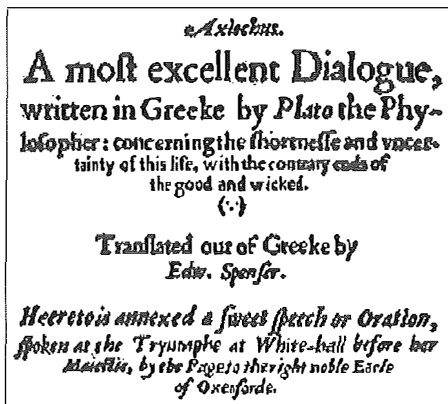 Axiochus.
A moſt excellent Dialogue,
written in Greeke by Plato the Phy-
loſopher: concerning the ſhortneſſe and vncer-
tainty of this life, with the contrary ends of
the good and wicked.
Tranſlated out of Greeke by
Edw. Spenſer.
Heereto is annexed a ſweet ſpeech or Oration,
ſpoken at the Tryumphe at White-hall before her
Maieſtie, by the Page to the right noble Earle
of Oxenforde.